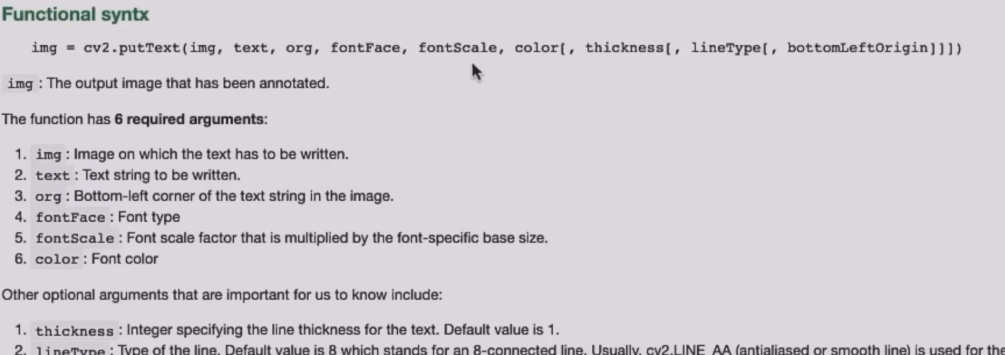 Functional syntx
img = cv2.putText(img, text, org, fontFace, fontScale, color[, thickness[, lineType[, bottomLeftOrigin]]])
img : The output image that has been annotated.
The function has 6 required arguments:
1. img : Image on which the text has to be written.
2. text : Text string to be written.
3. org : Bottom-left corner of the text string in the image.
4. fontFace : Font type
5. fontScale : Font scale factor that is multiplied by the font-specific base size.
6. color : Font color
Other optional arguments that are important for us to know include:
1. thickness : Integer specifying the line thickness for the text. Default value is 1.
2. lineType : Type of the line. Default value is 8 which stands for an 8-connected line. Usually, cv2.LINE_AA (antialiased or smooth line) is used for the